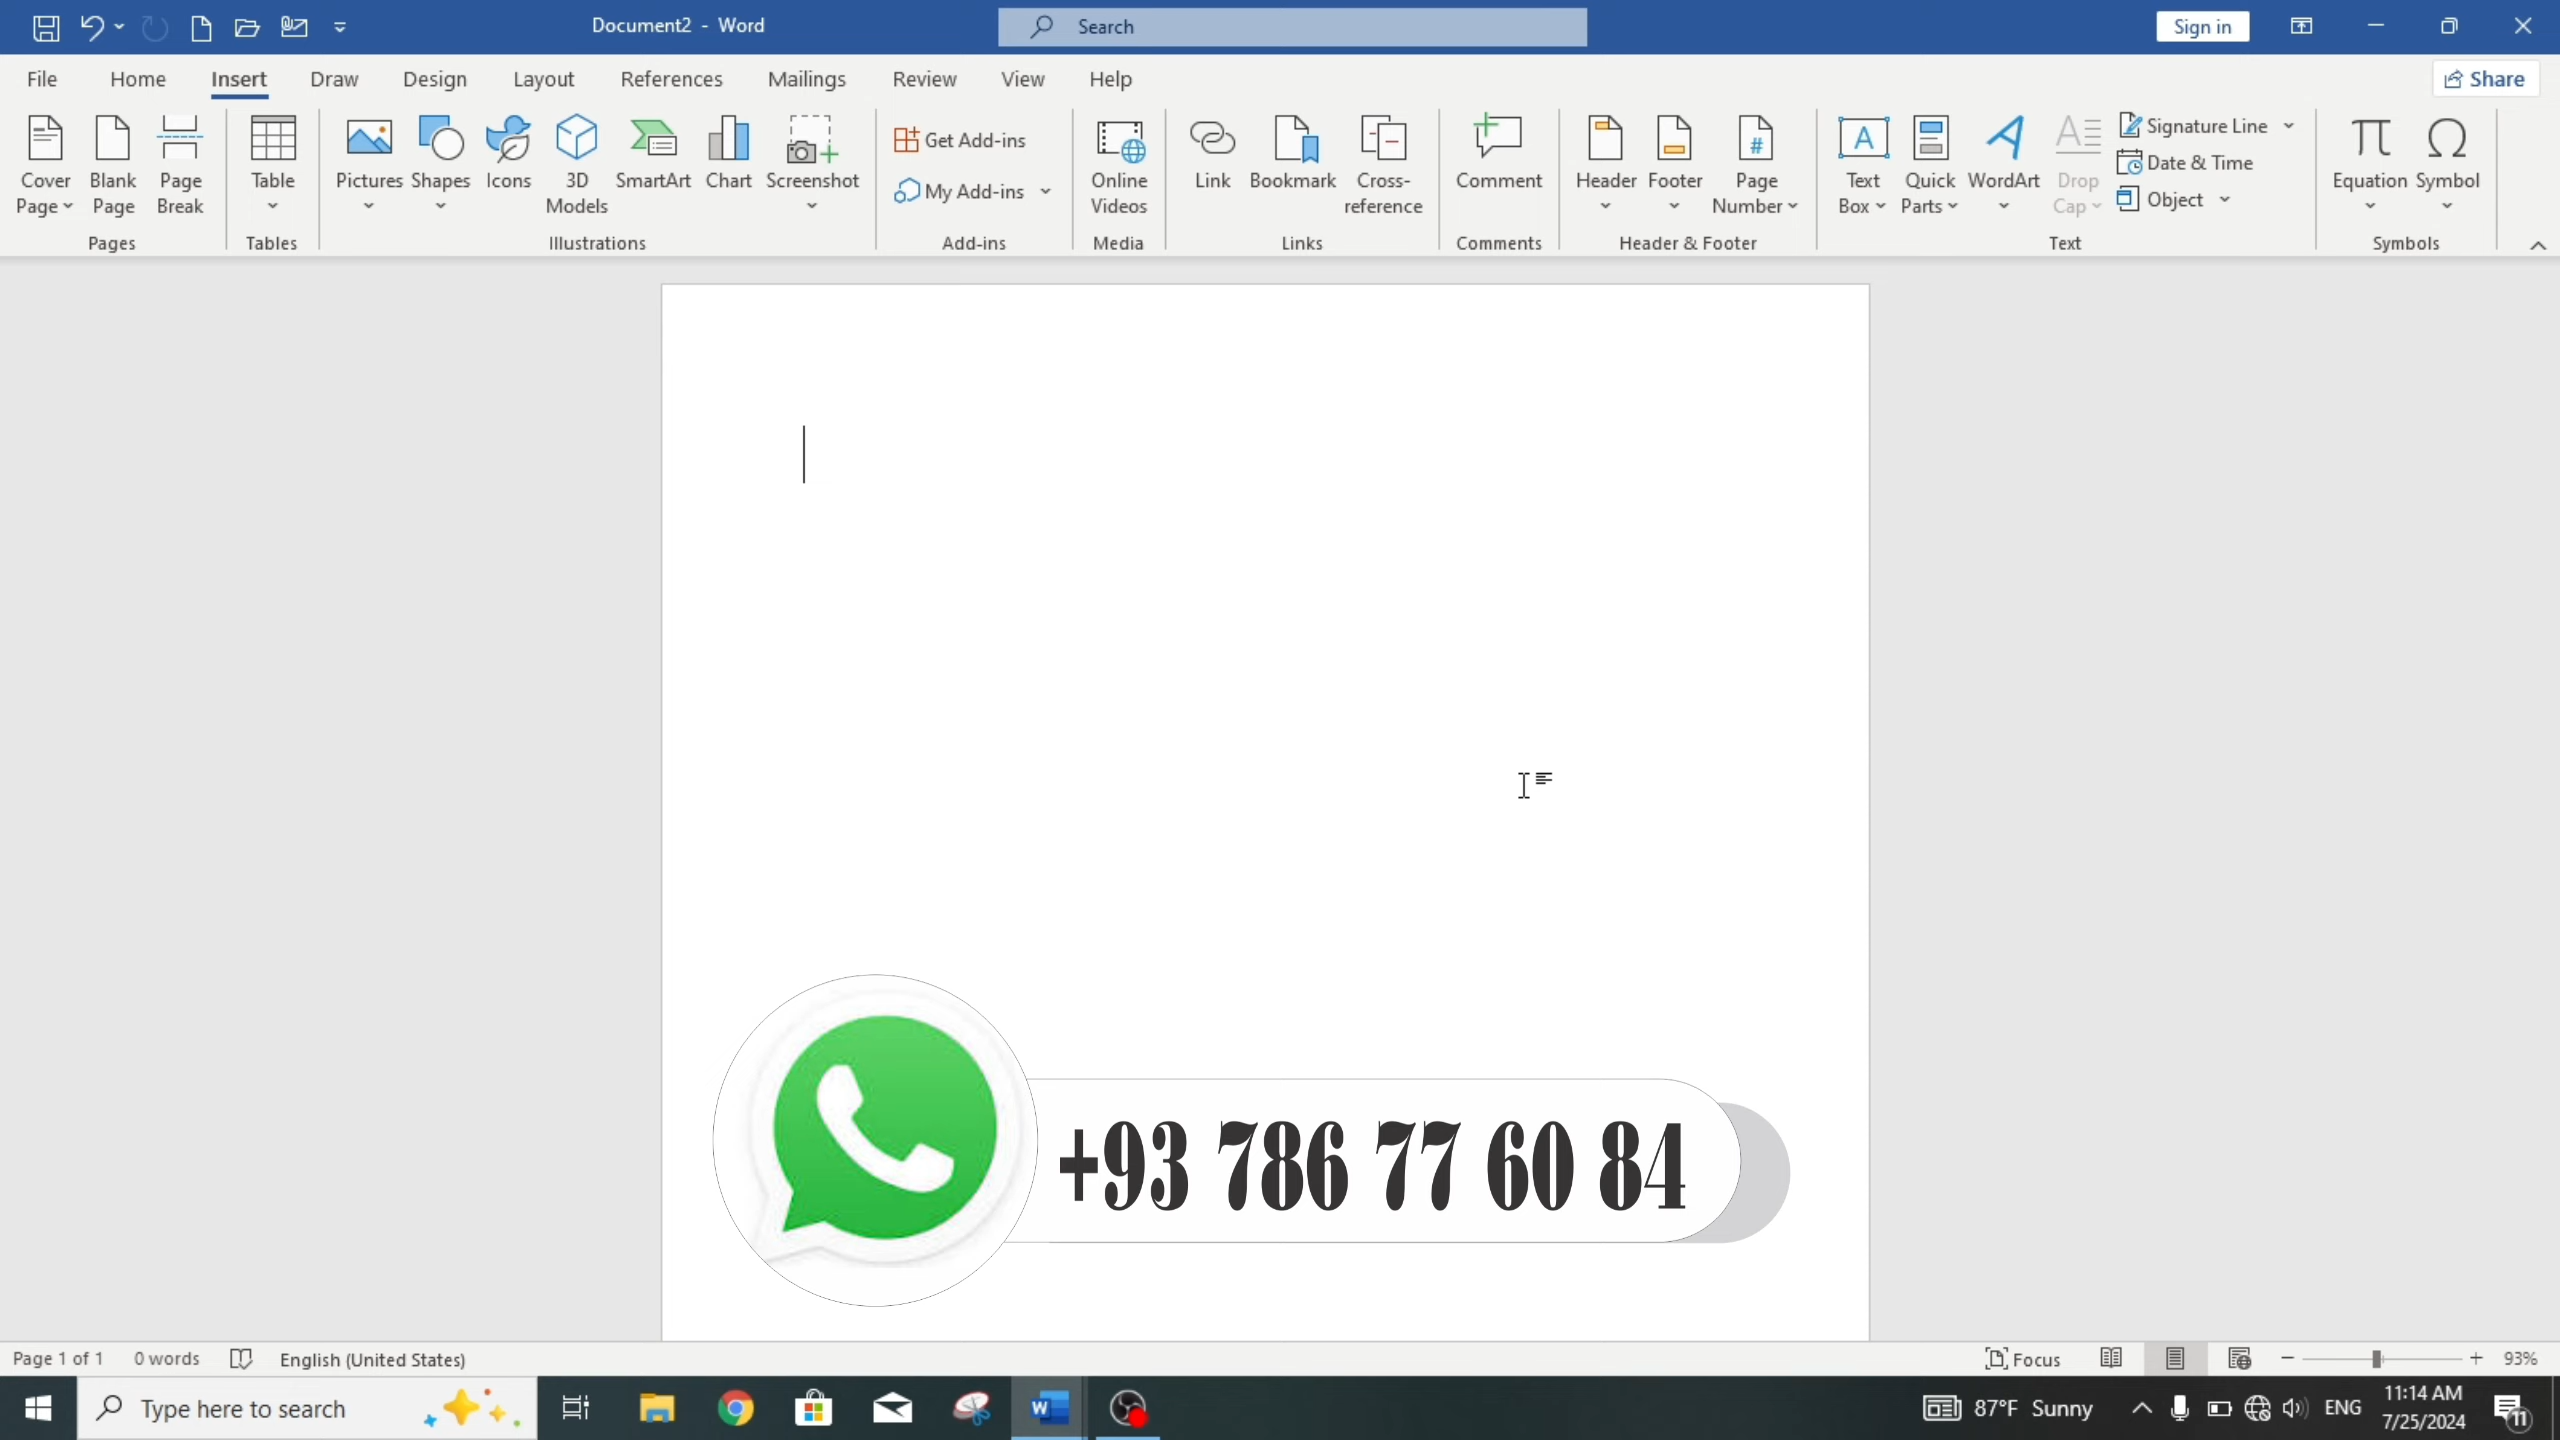 Document2 - Word
Search
Sign in
File Home Insert Draw Design Layout References Mailings Review View Help
Share
Cover Page
Blank Page
Page Break
Table
Pictures
Shapes
Icons
3D Models
SmartArt
Chart
Screenshot
Get Add-ins
My Add-ins
Online Videos
Link
Bookmark
Cross-reference
Comment
Header
Footer
Page Number
Text Box
Quick Parts
WordArt
Drop Cap
Signature Line
Date & Time
Object
Equation
Symbol
Pages
Tables
Illustrations
Add-ins
Media
Links
Comments
Header & Footer
Text
Symbols
+93 786 77 60 84
Page 1 of 1 0 words English (United States)
Focus
93%
Type here to search
87°F Sunny
ENG
11:14 AM
7/25/2024
11